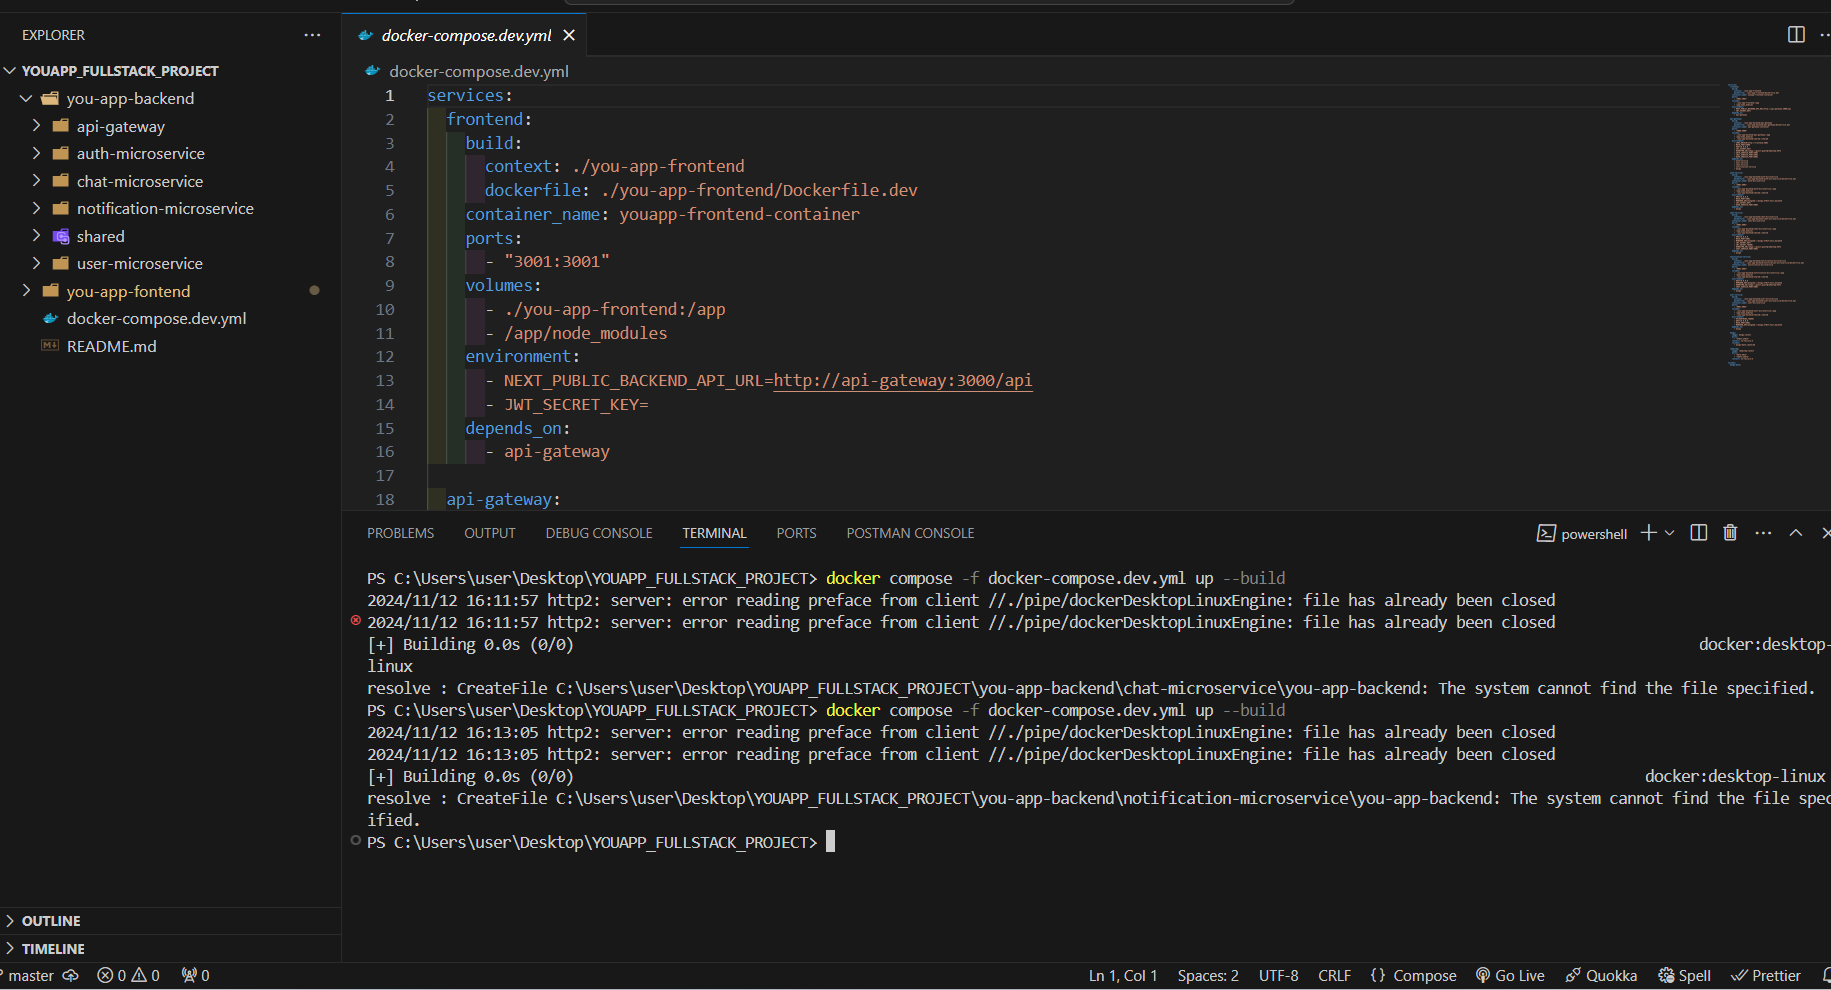 EXPLORER
YOUAPP_FULLSTACK_PROJECT
you-app-backend
api-gateway
auth-microservice
chat-microservice
notification-microservice
shared
user-microservice
you-app-fontend
docker-compose.dev.yml
README.md
OUTLINE
TIMELINE
docker-compose.dev.yml
docker-compose.dev.yml
1 services:
2 frontend:
3 build:
4 context: ./you-app-frontend
5 dockerfile: ./you-app-frontend/Dockerfile.dev
6 container_name: youapp-frontend-container
7 ports:
8 - "3001:3001"
9 volumes:
10 - ./you-app-frontend:/app
11 - /app/node_modules
12 environment:
13 - NEXT_PUBLIC_BACKEND_API_URL=http://api-gateway:3000/api
14 - JWT_SECRET_KEY=
15 depends_on:
16 - api-gateway
17
18 api-gateway:
PROBLEMS OUTPUT DEBUG CONSOLE TERMINAL PORTS POSTMAN CONSOLE powershell
PS C:\Users\user\Desktop\YOUAPP_FULLSTACK_PROJECT> docker compose -f docker-compose.dev.yml up --build
2024/11/12 16:11:57 http2: server: error reading preface from client //./pipe/dockerDesktopLinuxEngine: file has already been closed
2024/11/12 16:11:57 http2: server: error reading preface from client //./pipe/dockerDesktopLinuxEngine: file has already been closed
[+] Building 0.0s (0/0) docker:desktop-
linux
resolve : CreateFile C:\Users\user\Desktop\YOUAPP_FULLSTACK_PROJECT\you-app-backend\chat-microservice\you-app-backend: The system cannot find the file specified.
PS C:\Users\user\Desktop\YOUAPP_FULLSTACK_PROJECT> docker compose -f docker-compose.dev.yml up --build
2024/11/12 16:13:05 http2: server: error reading preface from client //./pipe/dockerDesktopLinuxEngine: file has already been closed
2024/11/12 16:13:05 http2: server: error reading preface from client //./pipe/dockerDesktopLinuxEngine: file has already been closed
[+] Building 0.0s (0/0) docker:desktop-linux
resolve : CreateFile C:\Users\user\Desktop\YOUAPP_FULLSTACK_PROJECT\you-app-backend\notification-microservice\you-app-backend: The system cannot find the file spec
ified.
PS C:\Users\user\Desktop\YOUAPP_FULLSTACK_PROJECT>
master 0 0 0 Ln 1, Col 1 Spaces: 2 UTF-8 CRLF {} Compose Go Live Quokka Spell Prettier